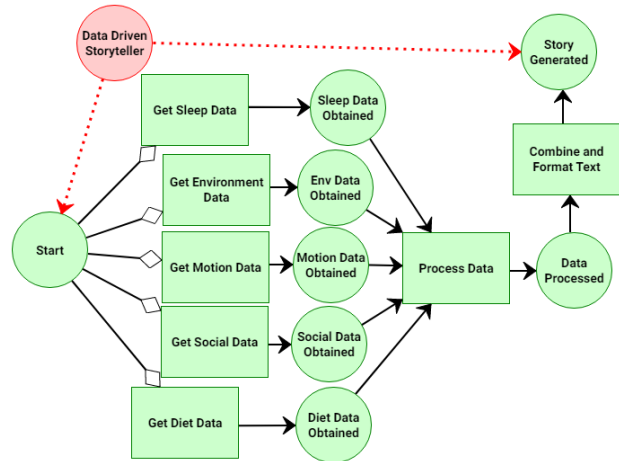 Data Driven
Storyteller
Story
Generated
Get Sleep Data
Sleep Data
Obtained
Combine and
Format Text
Get Environment
Data
Env Data
Obtained
Start
Get Motion Data
Motion Data
Obtained
Process Data
Data
Processed
Get Social Data
Social Data
Obtained
Get Diet Data
Diet Data
Obtained